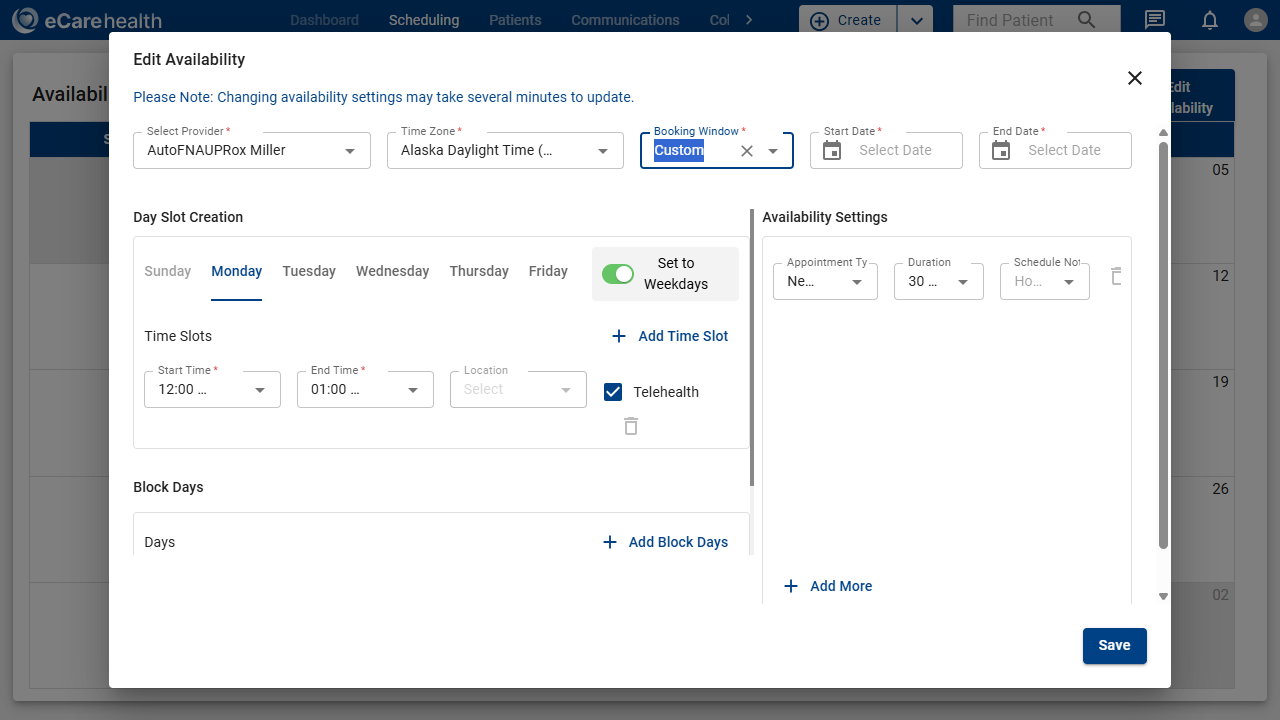 eCarehealth
Dashboard
Scheduling
Patients
Communications
Col
Create
Find Patient
Availabil
Edit Availability
Please Note: Changing availability settings may take several minutes to update.
Select Provider *
AutoFNAUPRox Miller
Time Zone *
Alaska Daylight Time (...
Booking Window *
Custom
Start Date *
Select Date
End Date *
Select Date
Day Slot Creation
Sunday
Monday
Tuesday
Wednesday
Thursday
Friday
Set to
Weekdays
Time Slots
Add Time Slot
Start Time *
12:00 ...
End Time *
01:00 ...
Location
Select
Telehealth
Block Days
Days
Add Block Days
Availability Settings
Appointment Ty
Ne...
Duration
30 ...
Schedule Not
Ho...
Add More
Save
Edit
lability
S
05
12
19
26
02